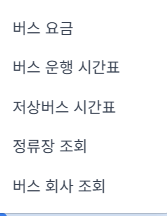 버스 요금
버스 운행 시간표
저상버스 시간표
정류장 조회
버스 회사 조회